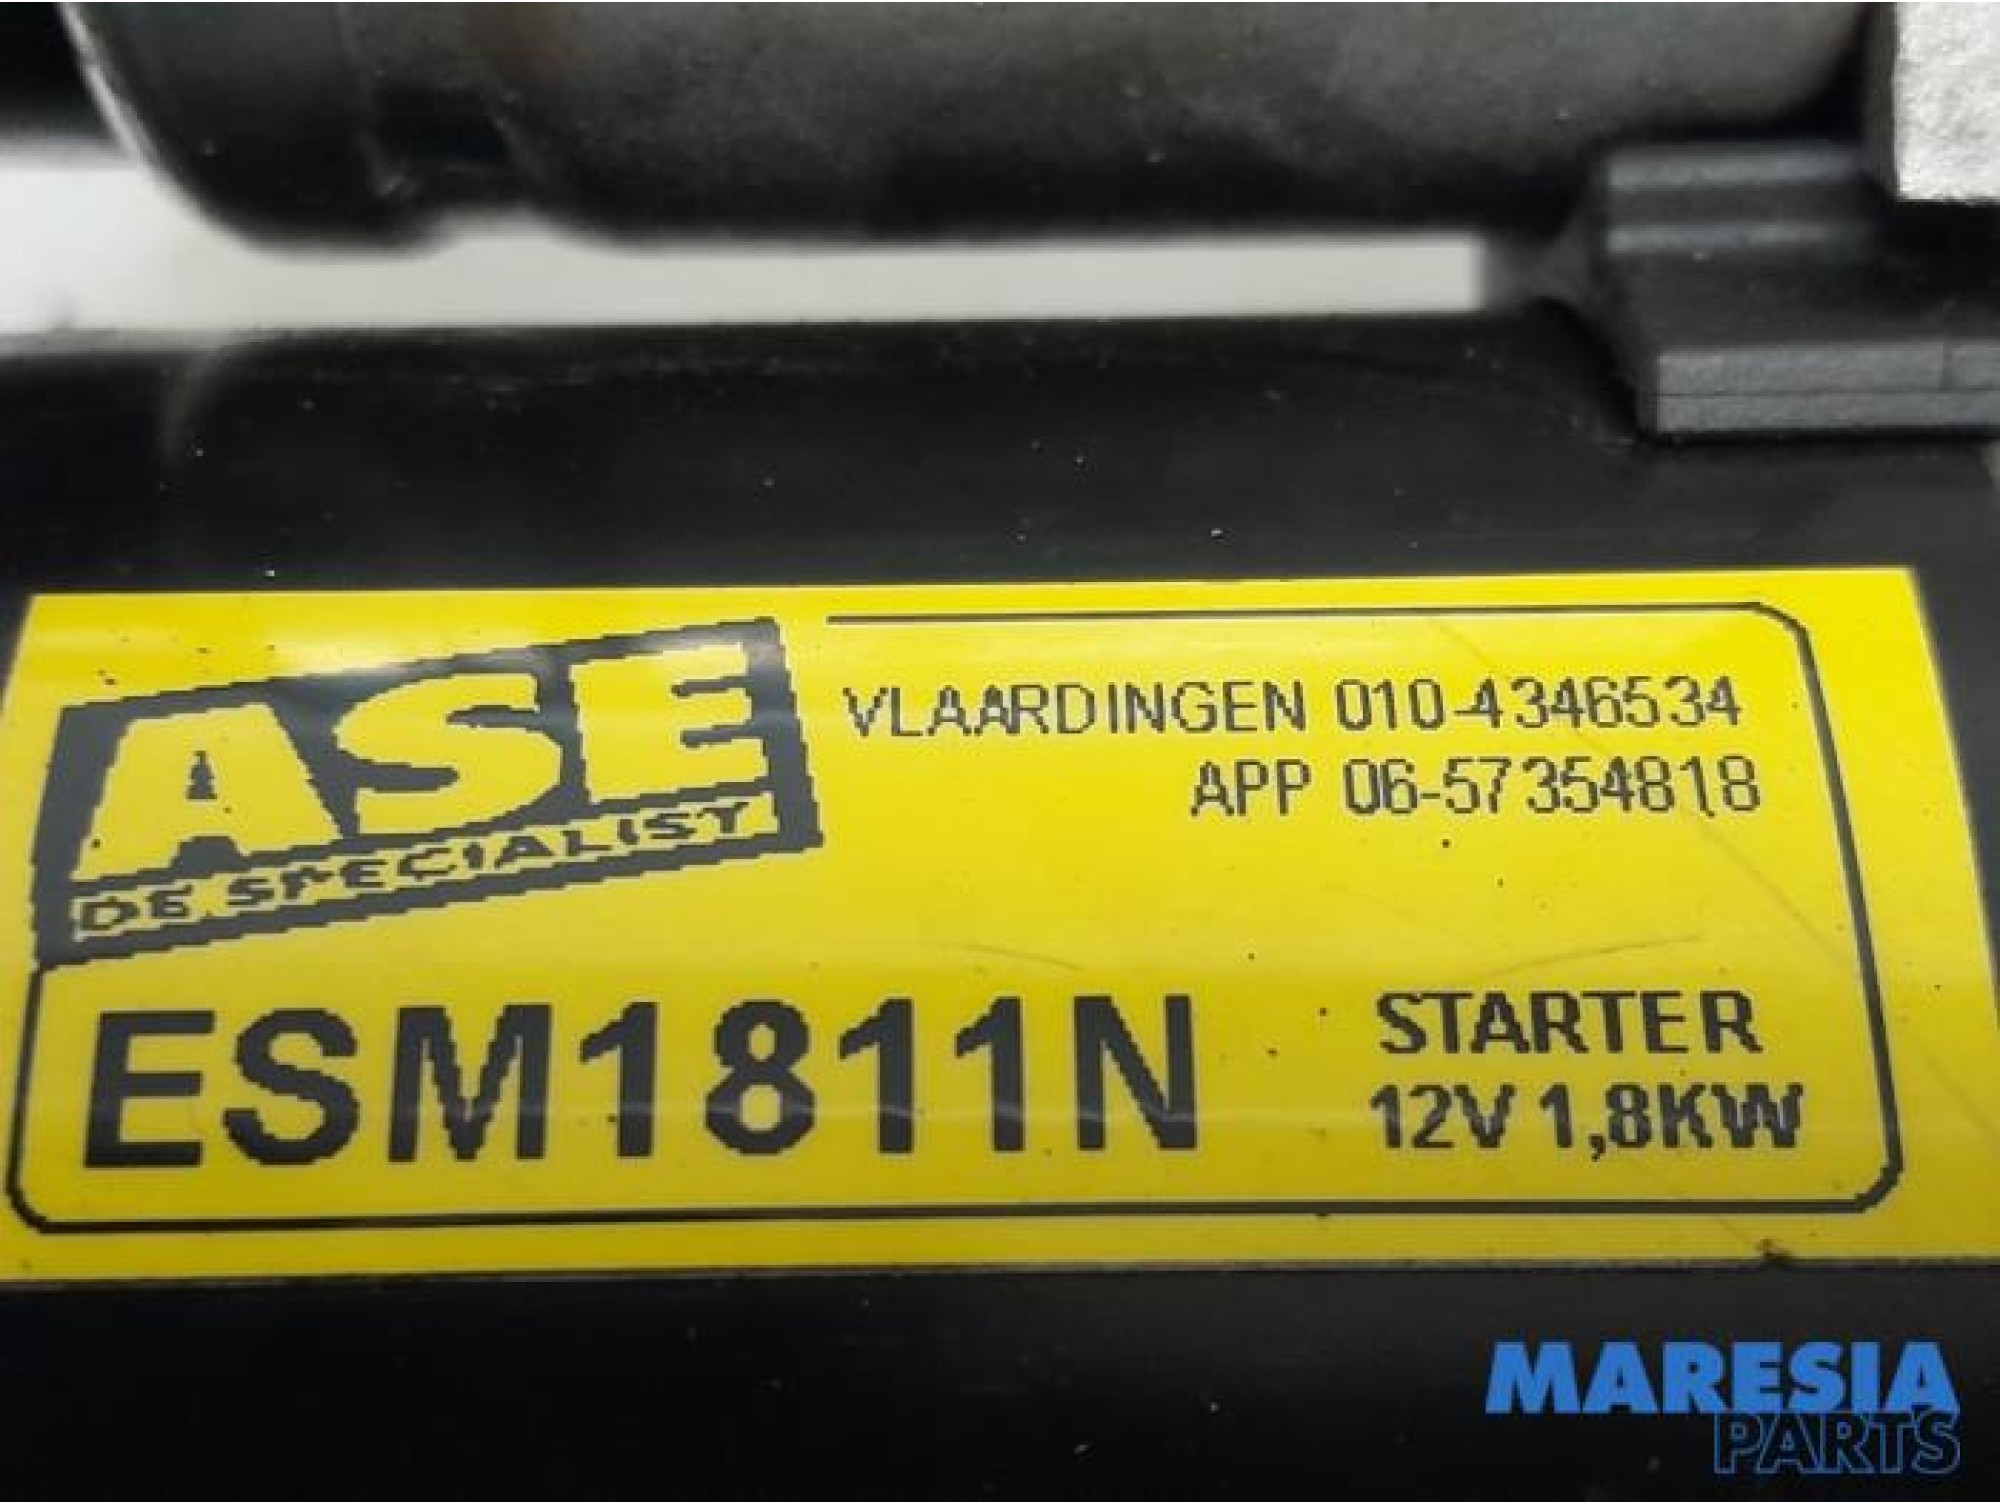 ASE
DE SPECIALIST
VLAARDINGEN 010-4346534
APP 06-57354818
ESM1811N
STARTER
12V 1,8KW
MARESIA
PARTS